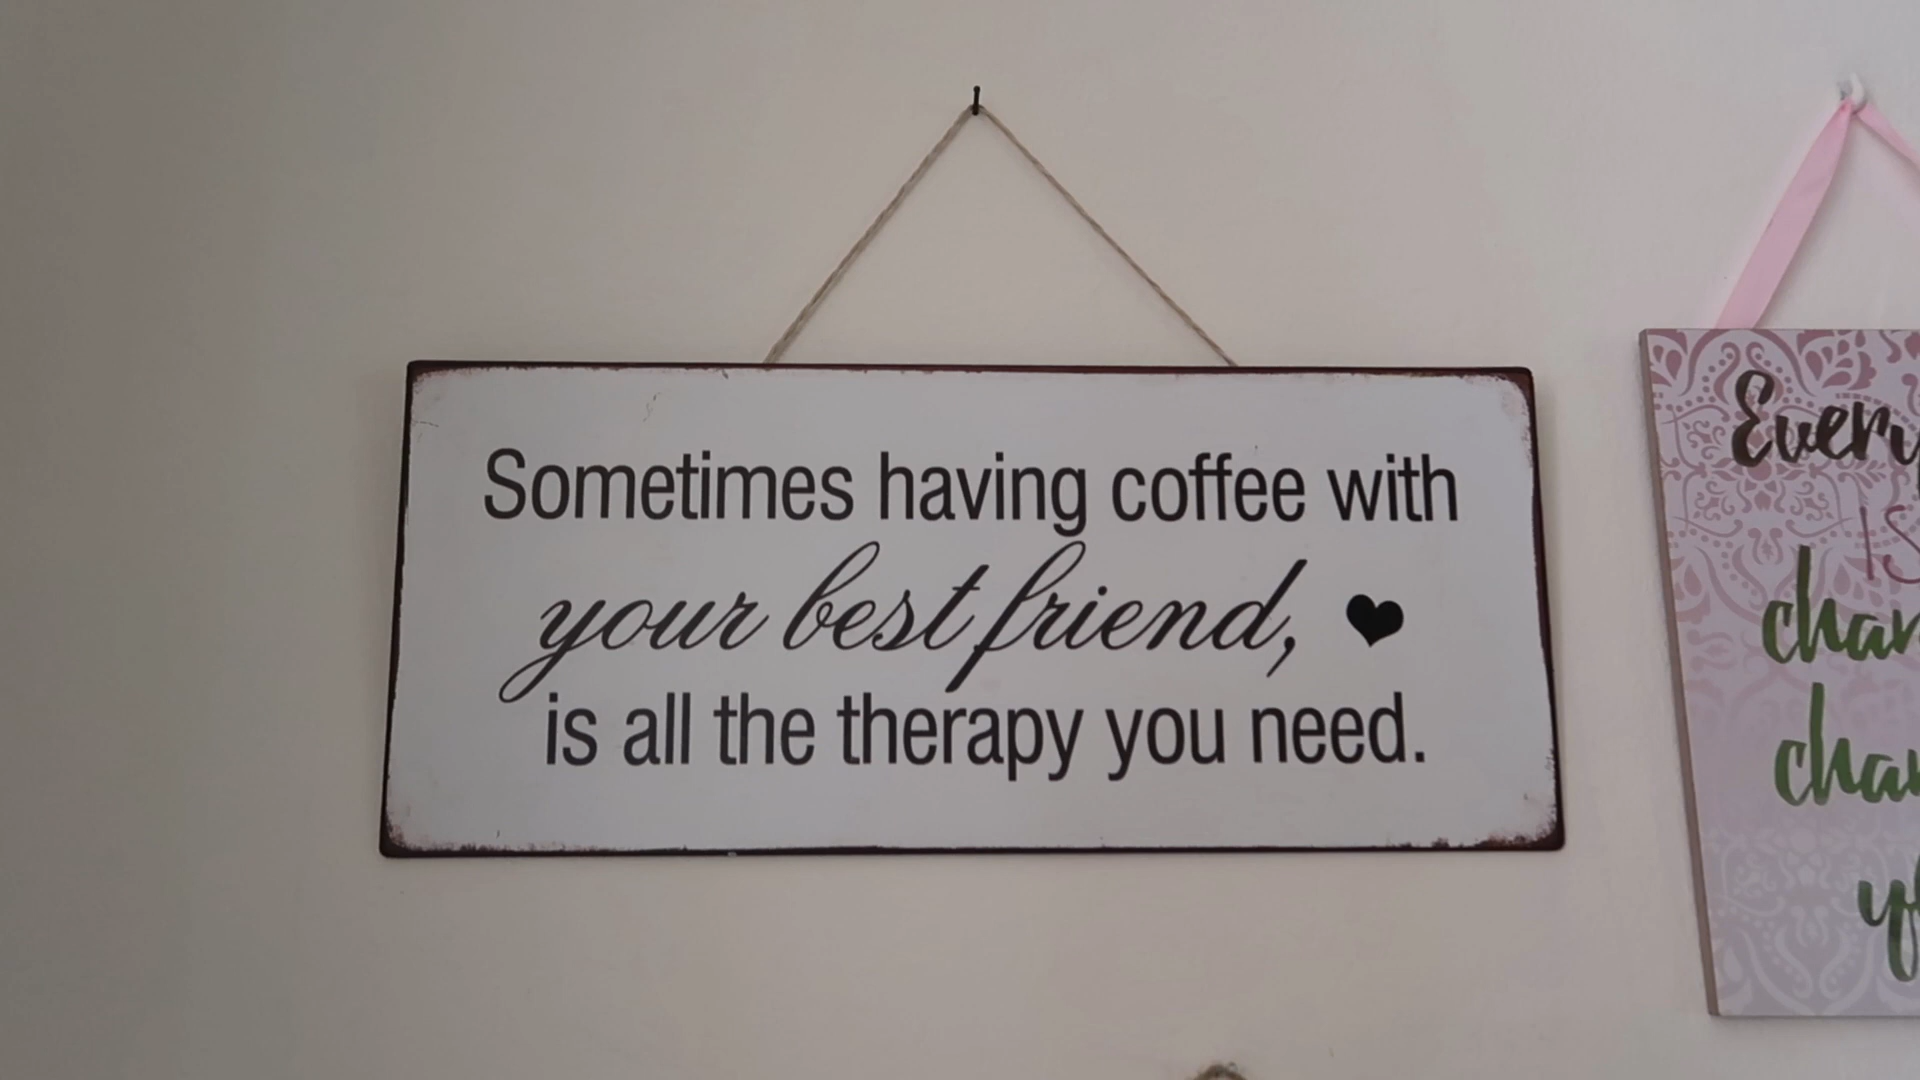 Sometimes having coffee with
your best friend, ♥
is all the therapy you need.